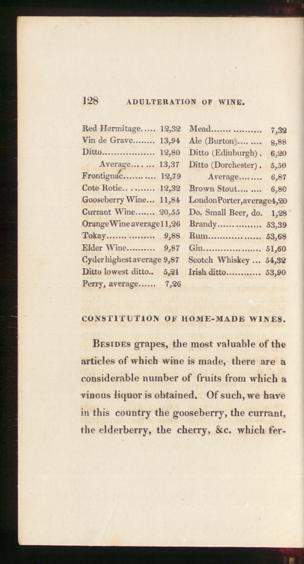 128 ADULTERATION OF WINE.
Red Hermitage..... 12,32
Vin de Grave........ 13,94
Ditto................ 12,80
Average....... 13,37
Frontignac.......... 12,79
Cote Rotie.......... 12,32
Gooseberry Wine... 11,84
Currant Wine....... 20,55
Orange Wine average 11,26
Tokay............... 9,88
Elder Wine.......... 9,87
Cyder highest average 9,87
Ditto lowest ditto.. 5,21
Perry, average...... 7,26
Mead................ 7,32
Ale (Burton)..... 8,88
Ditto (Edinburgh). 6,20
Ditto (Dorchester). 5,50
Average........ 6,87
Brown Stout..... 6,80
London Porter, average 4,20
Do. Small Beer, do. 1,28
Brandy............. 53,39
Rum................ 53,68
Gin................. 51,60
Scotch Whiskey... 54,32
Irish ditto........... 53,90
CONSTITUTION OF HOME-MADE WINES.
BESIDES grapes, the most valuable of the
articles of which wine is made, there are a
considerable number of fruits from which a
vinous liquor is obtained. Of such, we have
in this country the gooseberry, the currant,
the elderberry, the cherry, &c. which fer-